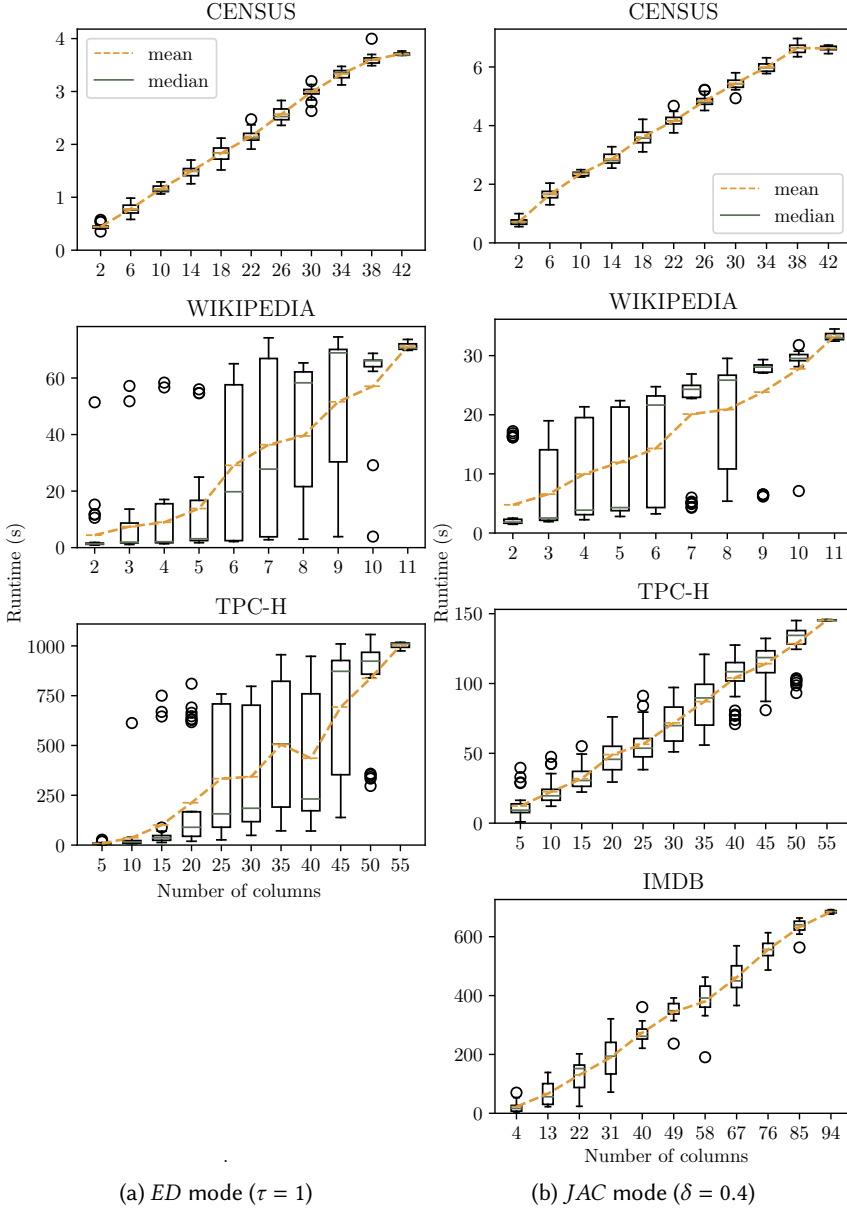 CENSUS
4
3
2
1
0
mean
median
2 6 10 14 18 22 26 30 34 38 42
WIKIPEDIA
60
40
20
0
2 3 4 5 6 7 8 9 10 11
Runtime (s)
TPC-H
1000
750
500
250
0
5 10 15 20 25 30 35 40 45 50 55
Number of columns
(a) ED mode (τ = 1)
CENSUS
6
4
2
0
mean
median
2 6 10 14 18 22 26 30 34 38 42
WIKIPEDIA
30
20
10
0
2 3 4 5 6 7 8 9 10 11
Runtime (s)
TPC-H
150
100
50
0
5 10 15 20 25 30 35 40 45 50 55
IMDB
600
400
200
0
4 13 22 31 40 49 58 67 76 85 94
Number of columns
(b) JAC mode (δ = 0.4)